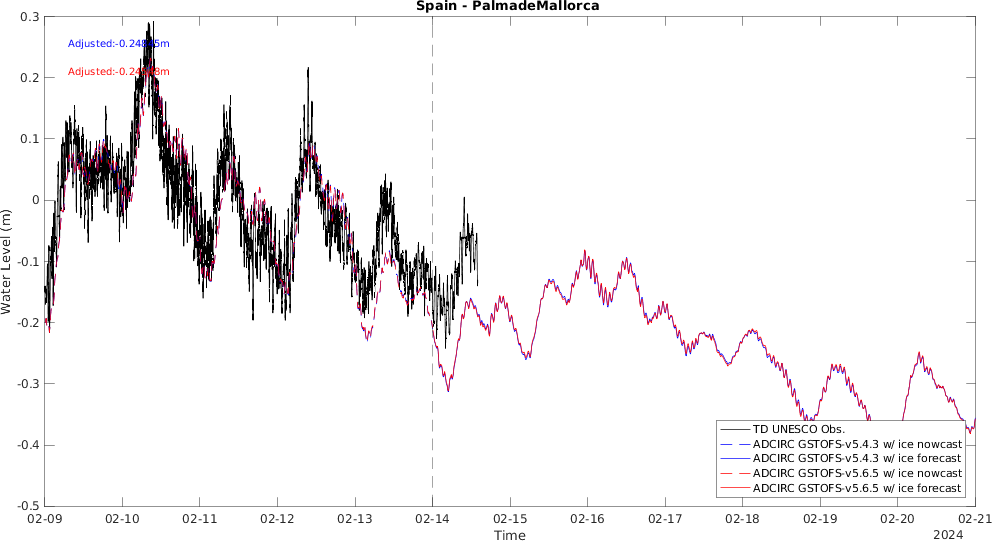 Spain - PalmadeMallorca
0.3
0.2
0.1
0
-0.1
-0.2
-0.3
-0.4
-0.5
Water Level (m)
02-09 02-10 02-11 02-12 02-13 02-14 02-15 02-16 02-17 02-18 02-19 02-20 02-21
Time
2024
TD UNESCO Obs.
ADCIRC GSTOFS-v5.4.3 w/ ice nowcast
ADCIRC GSTOFS-v5.4.3 w/ ice forecast
ADCIRC GSTOFS-v5.6.5 w/ ice nowcast
ADCIRC GSTOFS-v5.6.5 w/ ice forecast